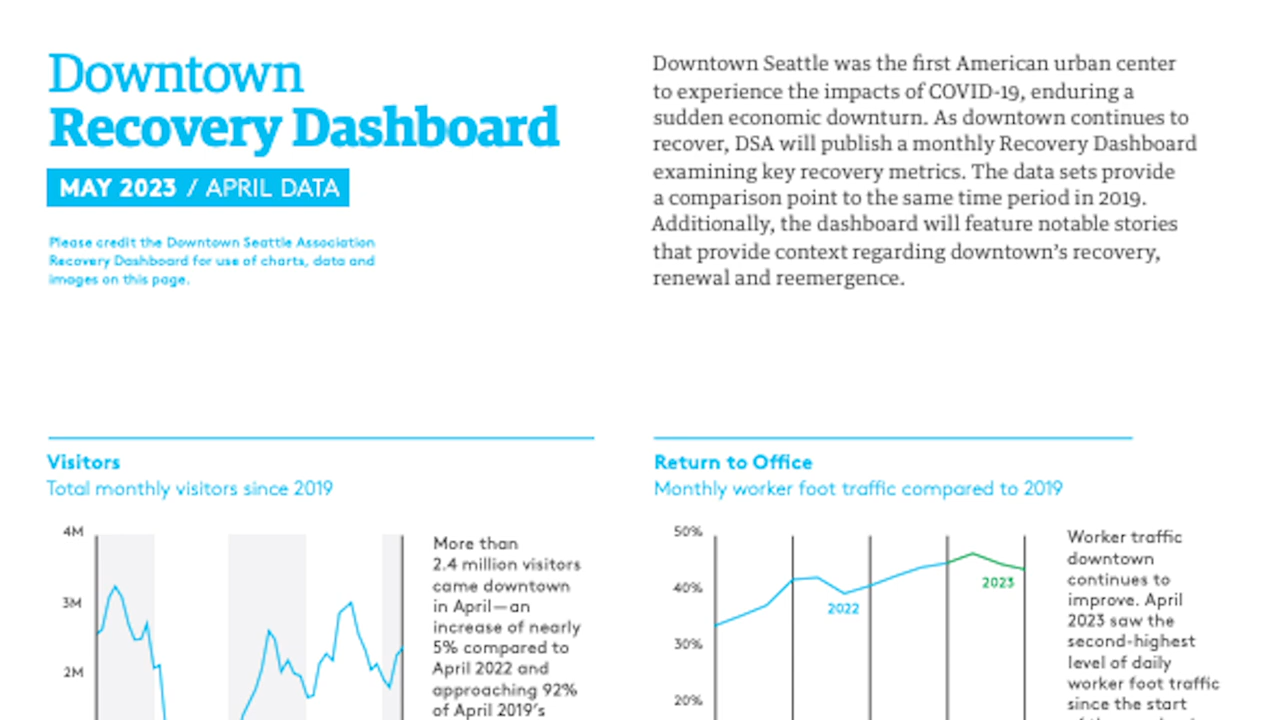 Downtown
Recovery Dashboard
MAY 2023 / APRIL DATA
Please credit the Downtown Seattle Association
Recovery Dashboard for use of charts, data and
images on this page.
Downtown Seattle was the first American urban center
to experience the impacts of COVID-19, enduring a
sudden economic downturn. As downtown continues to
recover, DSA will publish a monthly Recovery Dashboard
examining key recovery metrics. The data sets provide
a comparison point to the same time period in 2019.
Additionally, the dashboard will feature notable stories
that provide context regarding downtown’s recovery,
renewal and reemergence.
Visitors
Total monthly visitors since 2019
4M
3M
2M
More than
2.4 million visitors
came downtown
in April—an
increase of nearly
5% compared to
April 2022 and
approaching 92%
of April 2019’s
Return to Office
Monthly worker foot traffic compared to 2019
50%
40%
30%
20%
2022
2023
Worker traffic
downtown
continues to
improve. April
2023 saw the
second-highest
level of daily
worker foot traffic
since the start